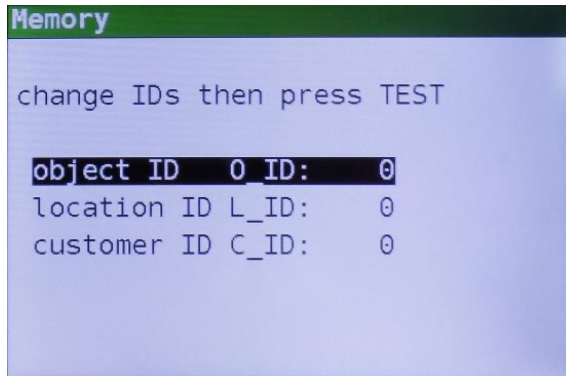 Memory
change IDs then press TEST
object ID O_ID: 0
location ID L_ID: 0
customer ID C_ID: 0